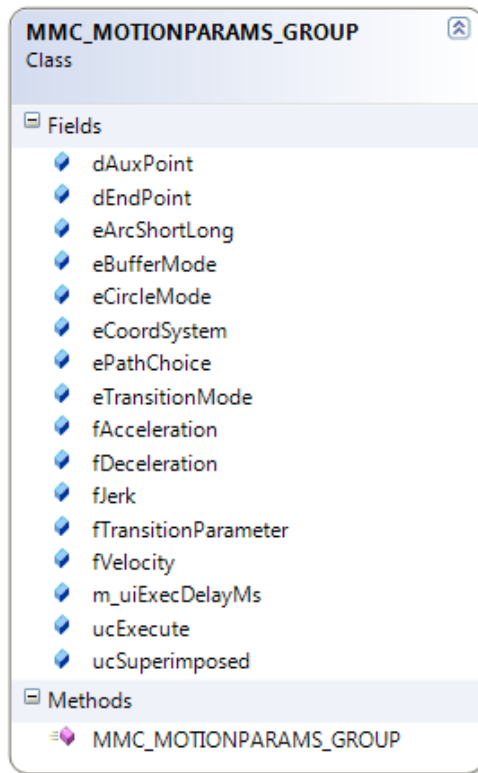 MMC_MOTIONPARAMS_GROUP
Class
Fields
dAuxPoint
dEndPoint
eArcShortLong
eBufferMode
eCircleMode
eCoordSystem
ePathChoice
eTransitionMode
fAcceleration
fDeceleration
fJerk
fTransitionParameter
fVelocity
m_uiExecDelayMs
ucExecute
ucSuperimposed
Methods
MMC_MOTIONPARAMS_GROUP